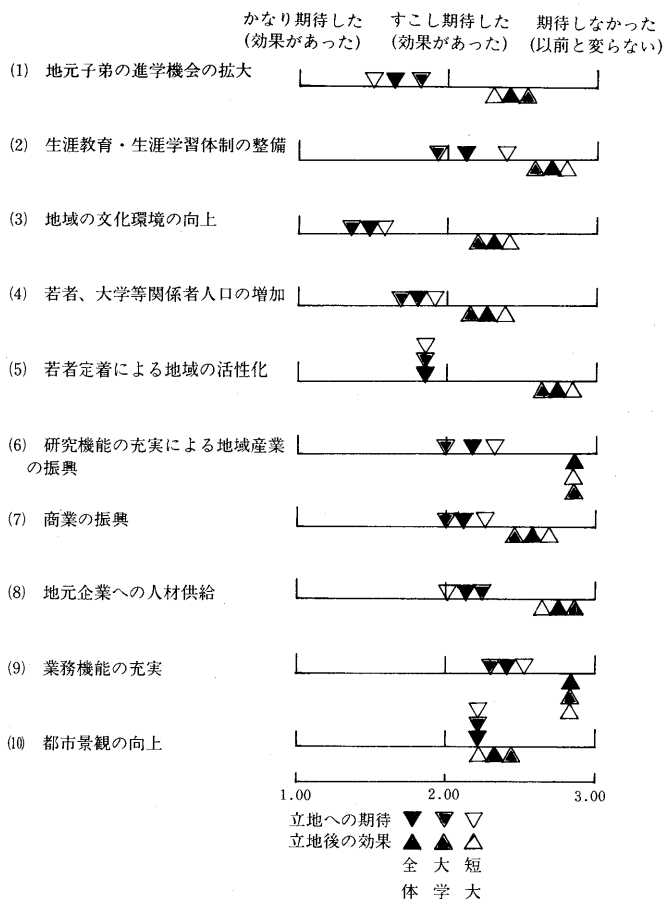 かなり期待した すこし期待した 期待しなかった
(効果があった) (効果があった) (以前と変らない)
(1) 地元子弟の進学機会の拡大
(2) 生涯教育・生涯学習体制の整備
(3) 地域の文化環境の向上
(4) 若者、大学等関係者人口の増加
(5) 若者定着による地域の活性化
(6) 研究機能の充実による地域産業
の振興
(7) 商業の振興
(8) 地元企業への人材供給
(9) 業務機能の充実
(10) 都市景観の向上
1.00 2.00 3.00
立地への期待 ▼ ▼ ▽
立地後の効果 ▲ ▲ △
全 大 短
体 学 大